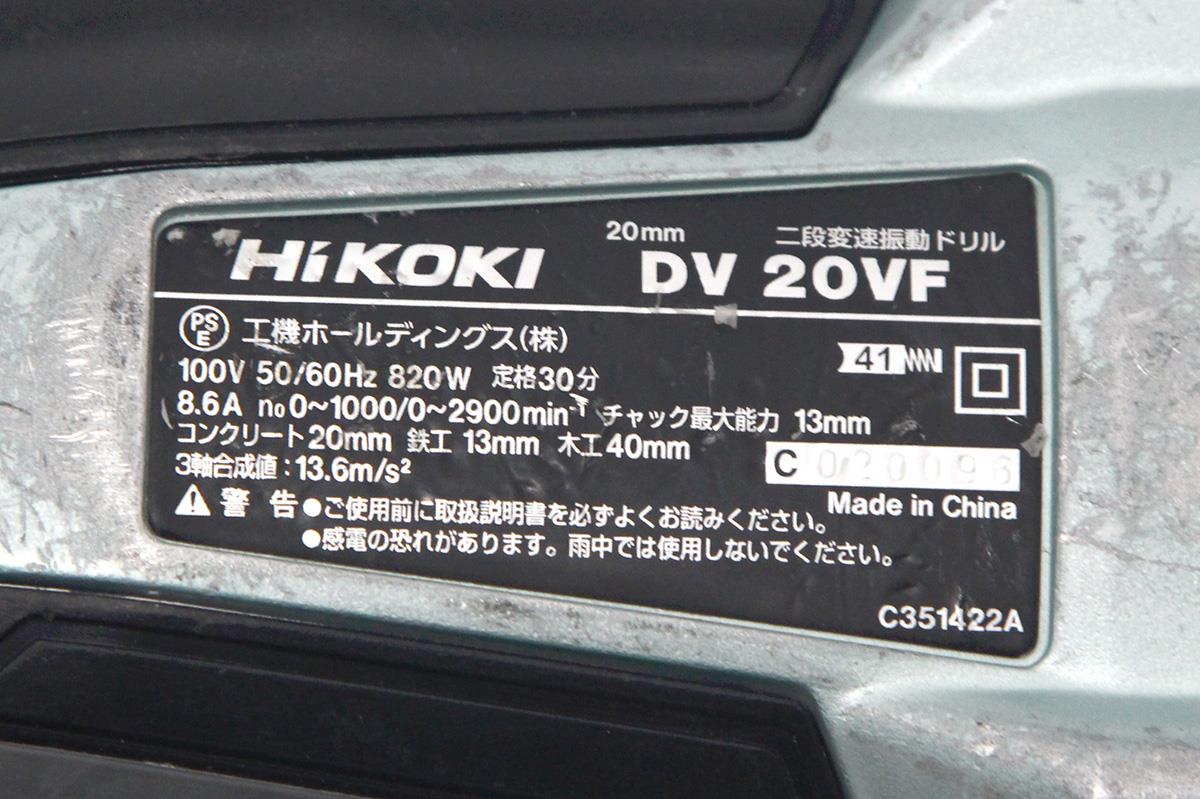 20mm 二段変速振動ドリル
HiKOKI DV 20VF
PSE 工機ホールディングス(株)
41
100V 50/60Hz 820W 定格30分
8.6A no 0~1000/0~2900min⁻¹ チャック最大能力 13mm
コンクリート20mm 鉄工 13mm 木工40mm
3軸合成値:13.6m/s²
C 020096
Made in China
警告 ●ご使用前に取扱説明書を必ずよくお読みください。
●感電の恐れがあります。雨中では使用しないでください。
C351422A